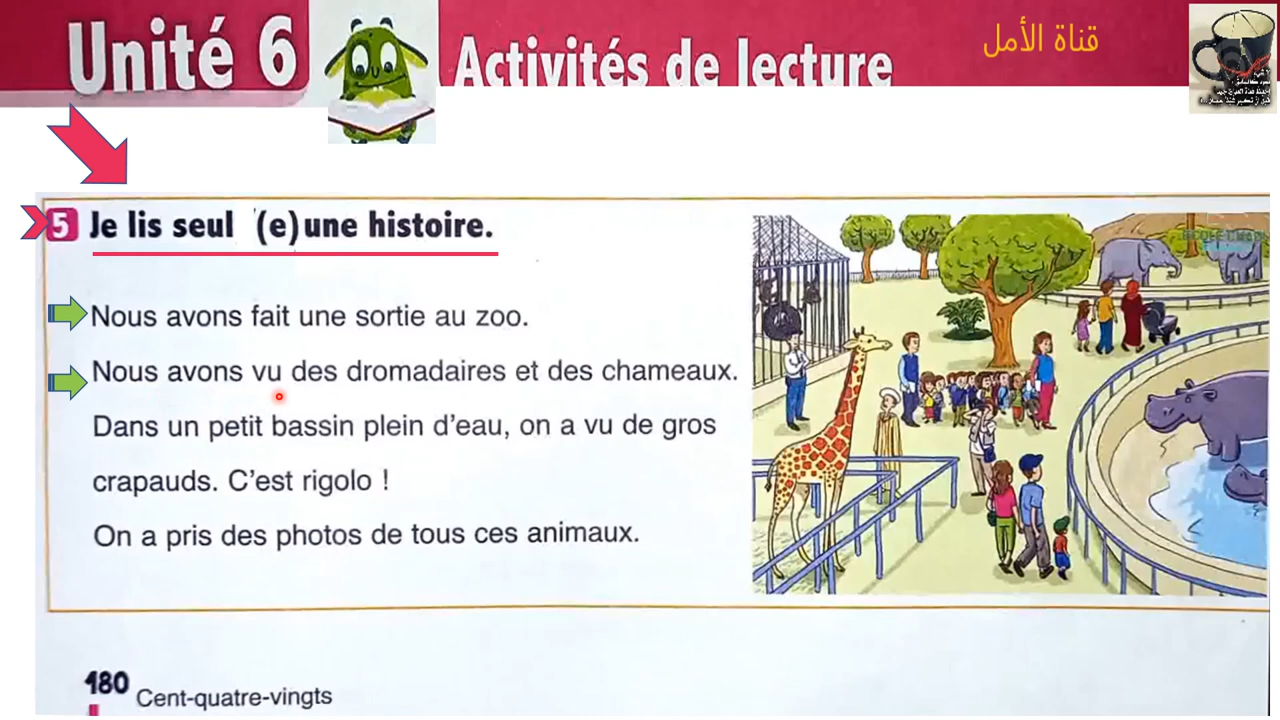 Unité 6
Activités de lecture
قناة الأمل
5 Je lis seul (e) une histoire.
Nous avons fait une sortie au zoo.
Nous avons vu des dromadaires et des chameaux.
Dans un petit bassin plein d'eau, on a vu de gros
crapauds. C'est rigolo !
On a pris des photos de tous ces animaux.
180 Cent-quatre-vingts